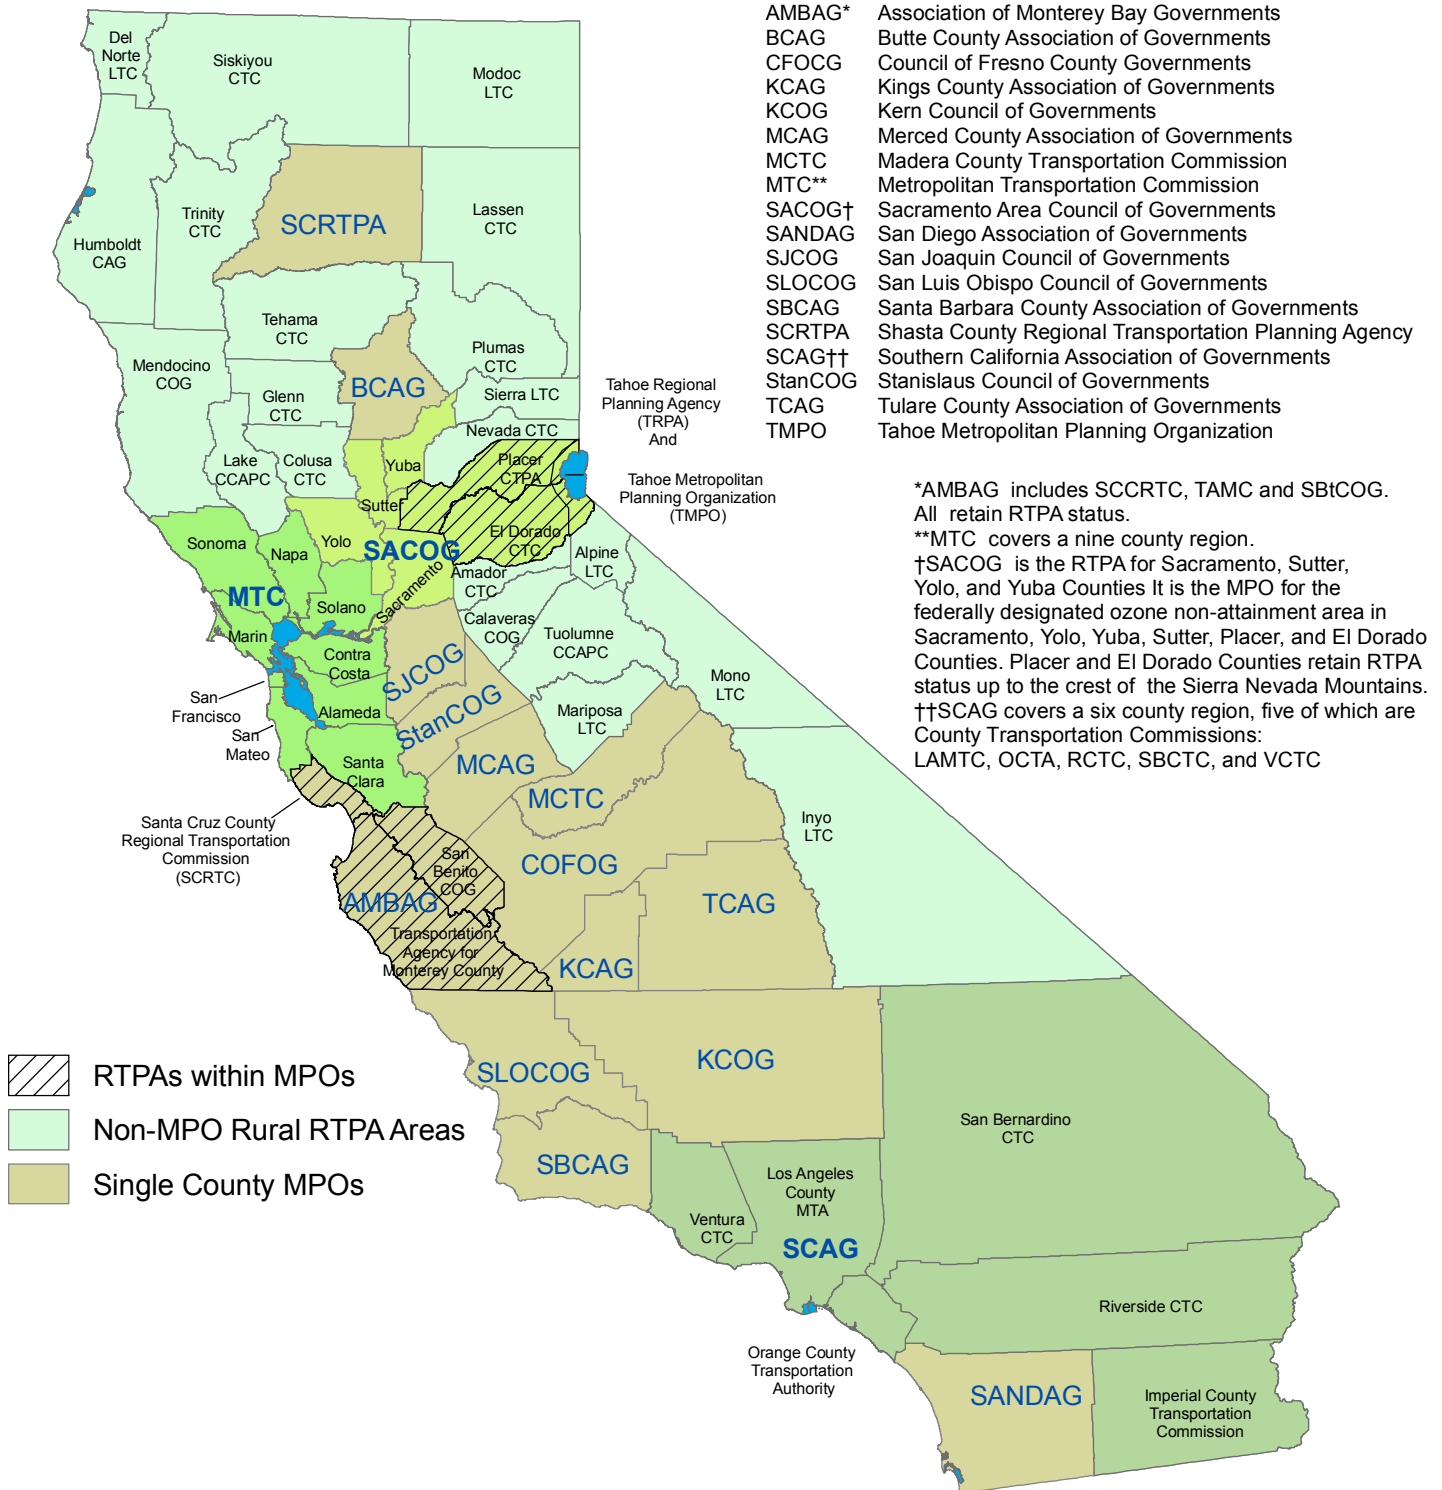 AMBAG* Association of Monterey Bay Governments
BCAG Butte County Association of Governments
CFOCG Council of Fresno County Governments
KCAG Kings County Association of Governments
KCOG Kern Council of Governments
MCAG Merced County Association of Governments
MCTC Madera County Transportation Commission
MTC** Metropolitan Transportation Commission
SACOG† Sacramento Area Council of Governments
SANDAG San Diego Association of Governments
SJCOG San Joaquin Council of Governments
SLOCOG San Luis Obispo Council of Governments
SBCAG Santa Barbara County Association of Governments
SCRTPA Shasta County Regional Transportation Planning Agency
SCAG†† Southern California Association of Governments
StanCOG Stanislaus Council of Governments
TCAG Tulare County Association of Governments
TMPO Tahoe Metropolitan Planning Organization
*AMBAG includes SCCRTC, TAMC and SBtCOG.
All retain RTPA status.
**MTC covers a nine county region.
†SACOG is the RTPA for Sacramento, Sutter,
Yolo, and Yuba Counties It is the MPO for the
federally designated ozone non-attainment area in
Sacramento, Yolo, Yuba, Sutter, Placer, and El Dorado
Counties. Placer and El Dorado Counties retain RTPA
status up to the crest of the Sierra Nevada Mountains.
††SCAG covers a six county region, five of which are
County Transportation Commissions:
LAMTC, OCTA, RCTC, SBCTC, and VCTC
Del
Norte
LTC
Siskiyou
CTC
Modoc
LTC
Humboldt
CAG
Trinity
CTC
SCRTPA
Lassen
CTC
Tehama
CTC
Plumas
CTC
Mendocino
COG
Glenn
CTC
BCAG
Sierra LTC
Nevada CTC
Lake
CCAPC
Colusa
CTC
Yuba
Sutter
Placer
CTPA
Tahoe Regional
Planning Agency
(TRPA)
And
Tahoe Metropolitan
Planning Organization
(TMPO)
Sonoma
Napa
Yolo
SACOG
El Dorado
CTC
Alpine
LTC
Amador
CTC
Sacramento
MTC
Solano
Marin
Calaveras
COG
Tuolumne
CCAPC
Contra
Costa
SJCOG
Mono
LTC
San
Francisco
Alameda
StanCOG
Mariposa
LTC
San
Mateo
Santa
Clara
MCAG
MCTC
Inyo
LTC
Santa Cruz County
Regional Transportation
Commission
(SCRTC)
San
Benito
COG
COFOG
AMBAG
TCAG
Transportation
Agency for
Monterey County
KCAG
SLOCOG
KCOG
San Bernardino
CTC
SBCAG
Ventura
CTC
Los Angeles
County
MTA
SCAG
Riverside CTC
Orange County
Transportation
Authority
SANDAG
Imperial County
Transportation
Commission
RTPAs within MPOs
Non-MPO Rural RTPA Areas
Single County MPOs